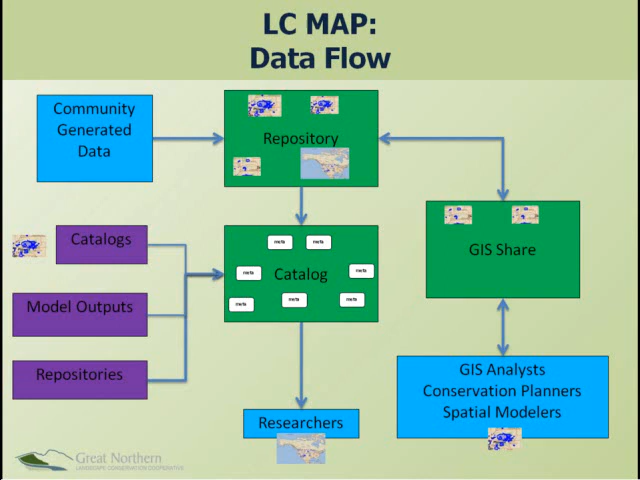 LC MAP:
Data Flow
Community
Generated
Data
Repository
Catalogs
meta
meta
meta
meta
Catalog
meta
meta
meta
GIS Share
Model Outputs
Repositories
GIS Analysts
Conservation Planners
Spatial Modelers
Researchers
Great Northern
LANDSCAPE CONSERVATION COOPERATIVE